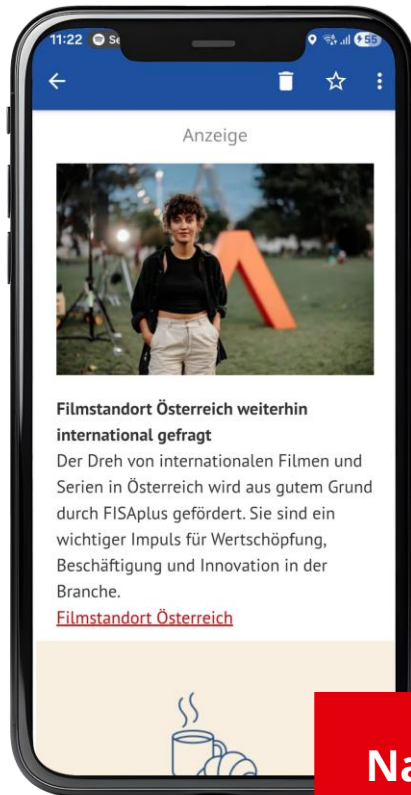 11:22
55
Anzeige
Filmstandort Österreich weiterhin
international gefragt
Der Dreh von internationalen Filmen und
Serien in Österreich wird aus gutem Grund
durch FISAplus gefördert. Sie sind ein
wichtiger Impuls für Wertschöpfung,
Beschäftigung und Innovation in der
Branche.
Filmstandort Österreich